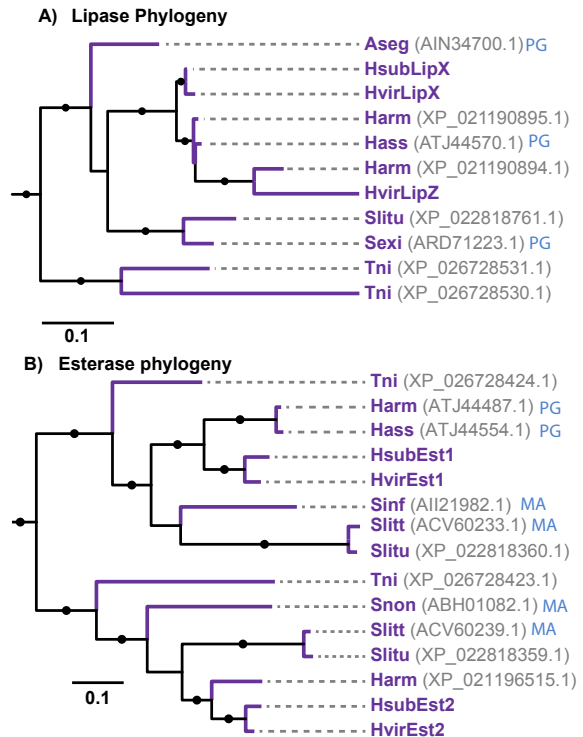 A) Lipase Phylogeny
Aseg (AIN34700.1) PG
HsubLipX
HvirLipX
Harm (XP_021190895.1)
Hass (ATJ44570.1) PG
Harm (XP_021190894.1)
HvirLipZ
Slitu (XP_022818761.1)
Sexi (ARD71223.1) PG
Tni (XP_026728531.1)
Tni (XP_026728530.1)
0.1
B) Esterase phylogeny
Tni (XP_026728424.1)
Harm (ATJ44487.1) PG
Hass (ATJ44554.1) PG
HsubEst1
HvirEst1
Sinf (AII21982.1) MA
Slitt (ACV60233.1) MA
Slitu (XP_022818360.1)
Tni (XP_026728423.1)
Snon (ABH01082.1) MA
Slitt (ACV60239.1) MA
Slitu (XP_022818359.1)
Harm (XP_021196515.1)
0.1
HsubEst2
HvirEst2